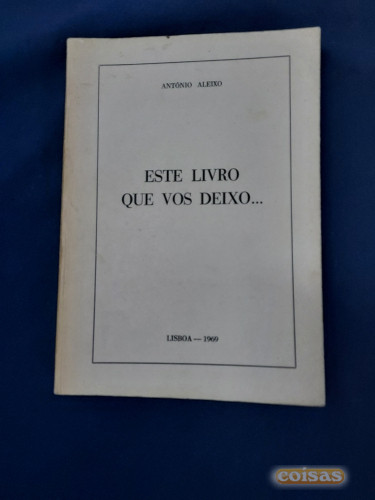 ANTÓNIO ALEIXO
ESTE LIVRO
QUE VOS DEIXO...
LISBOA — 1969
coisas